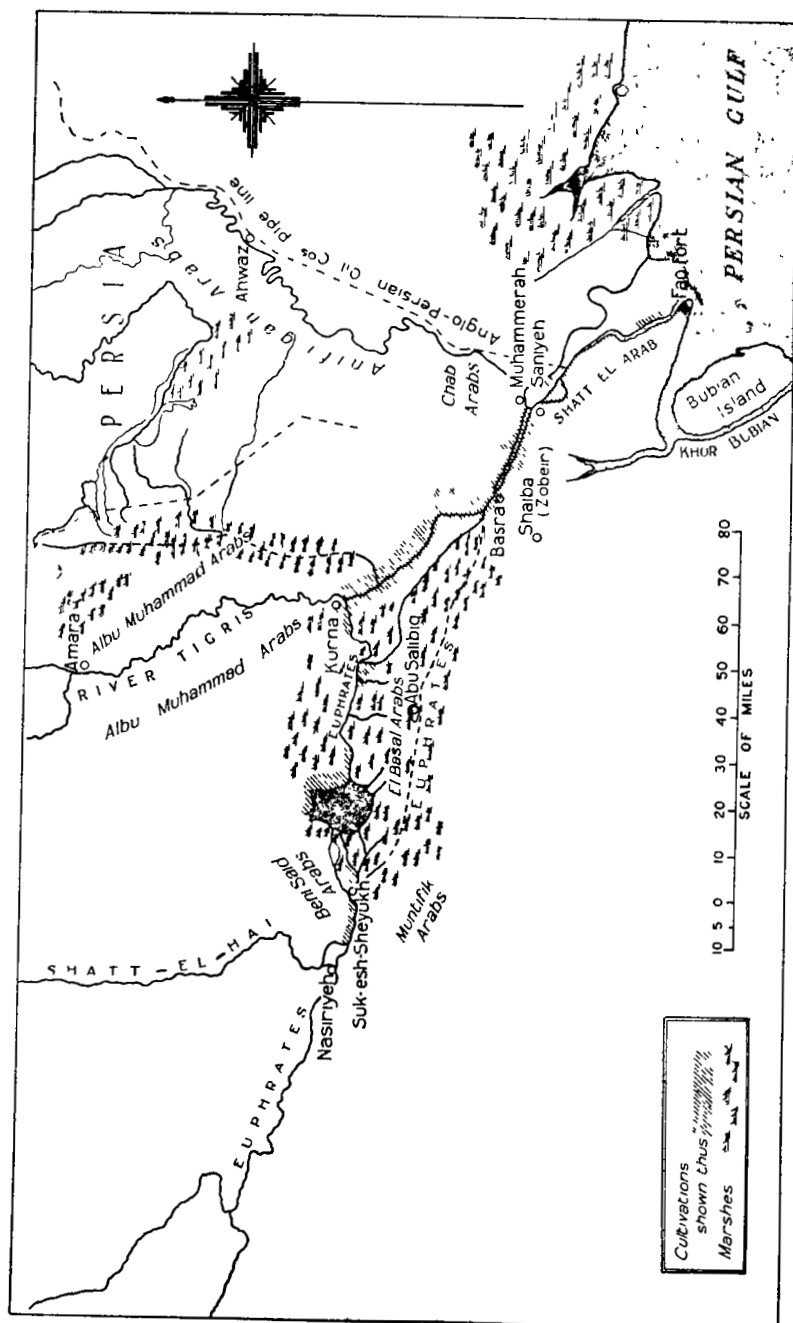 PERSIA
Ahwaz
Anglo-Persian Oil Cos pipe line
Anifigah Arabs
Chab
Arabs
Muhammerah
Saniyeh
SHATT EL ARAB
Fao Fort
PERSIAN GULF
Bubian
Island
KHOR BUBIAN
Shaiba
(Zobeir)
Basra
Amara
Albu Muhammad Arabs
RIVER TIGRIS
Albu Muhammad Arabs
Kurna
EUPHRATES
Abu Salibiq
El Basal Arabs
EUPHRATES
Beni Said
Arabs
Muntifik
Arabs
Suk-esh-Sheyukh
Nasiriyeh
SHATT-EL-HAI
EUPHRATES
10 5 0 10 20 30 40 50 60 70 80
SCALE OF MILES
Cultivations
shown thus
Marshes